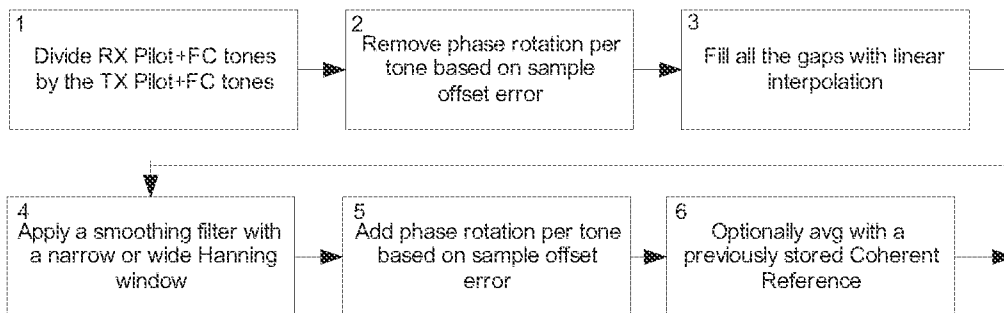 1
Divide RX Pilot+FC tones
by the TX Pilot+FC tones
2
Remove phase rotation per
tone based on sample
offset error
3
Fill all the gaps with linear
interpolation
4
Apply a smoothing filter with
a narrow or wide Hanning
window
5
Add phase rotation per tone
based on sample offset
error
6
Optionally avg with a
previously stored Coherent
Reference